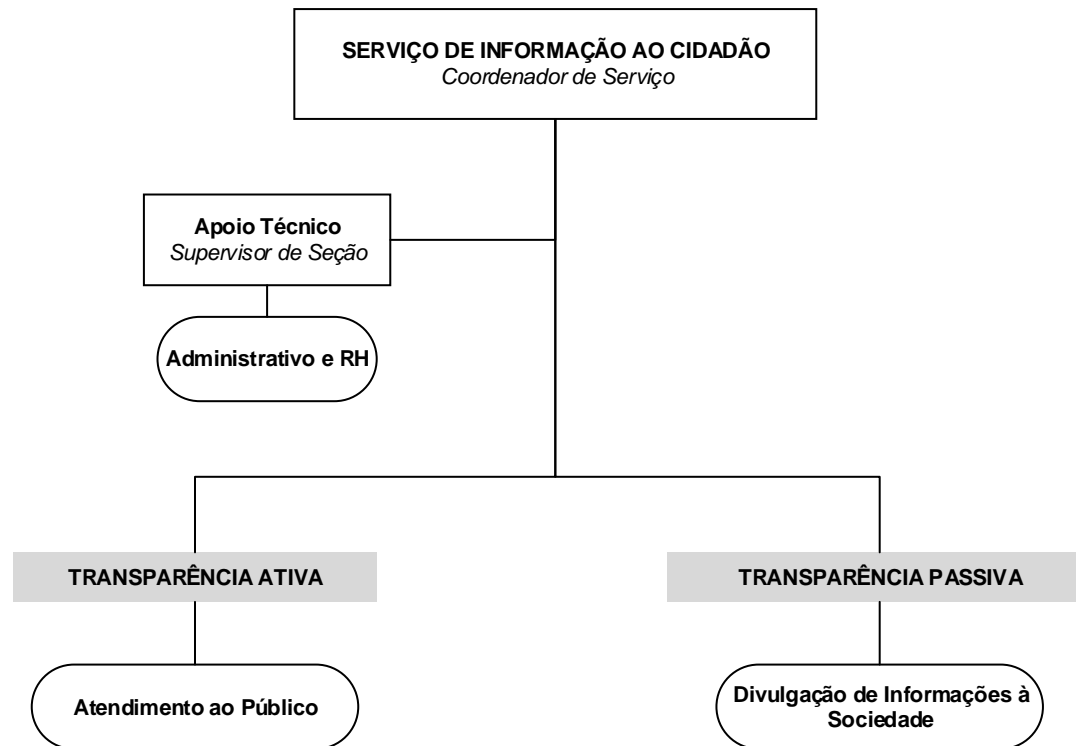 SERVIÇO DE INFORMAÇÃO AO CIDADÃO
Coordenador de Serviço
Apoio Técnico
Supervisor de Seção
Administrativo e RH
TRANSPARÊNCIA ATIVA
TRANSPARÊNCIA PASSIVA
Atendimento ao Público
Divulgação de Informações à
Sociedade